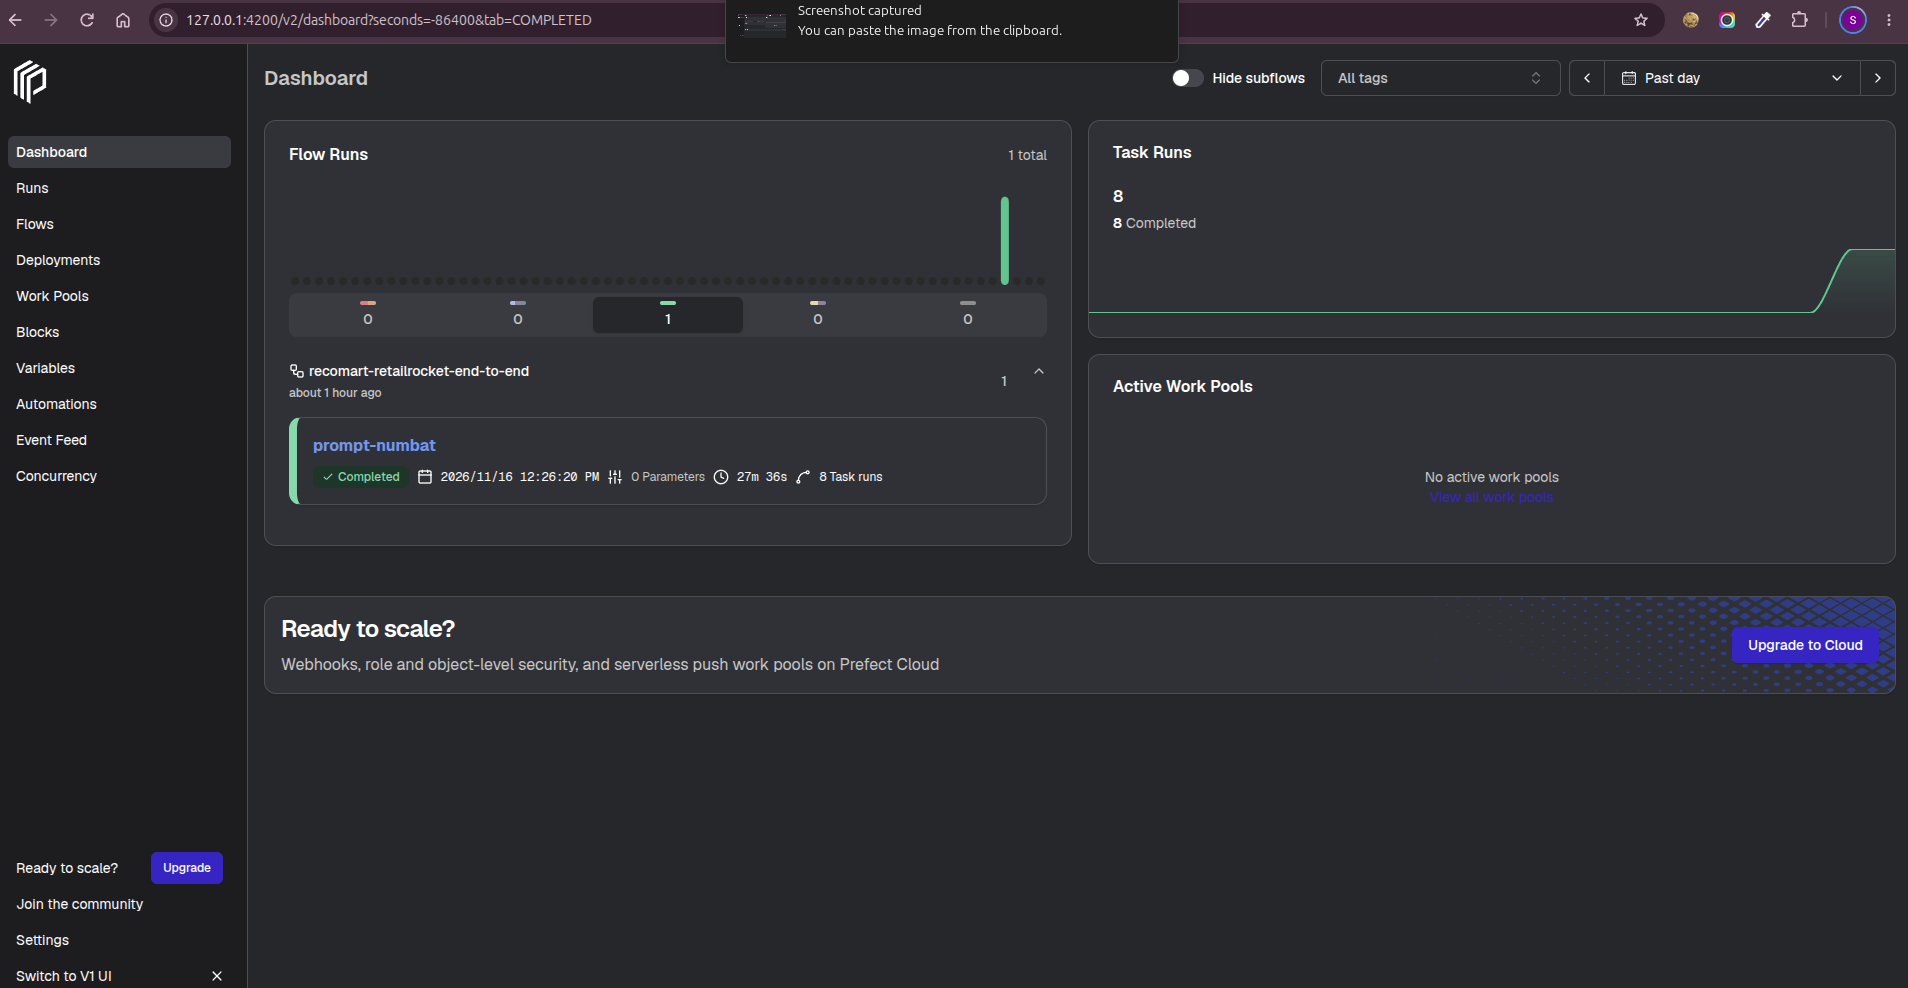 127.0.0.1:4200/v2/dashboard?seconds=-86400&tab=COMPLETED
Screenshot captured
You can paste the image from the clipboard.
S
Dashboard
Runs
Flows
Deployments
Work Pools
Blocks
Variables
Automations
Event Feed
Concurrency
Ready to scale?
Upgrade
Join the community
Settings
Switch to V1 UI
Dashboard
Hide subflows
All tags
Past day
Flow Runs
1 total
0 0 1 0 0
recomart-retailrocket-end-to-end
about 1 hour ago
1
prompt-numbat
Completed 2026/11/16 12:26:20 PM 0 Parameters 27m 36s 8 Task runs
Task Runs
8
8 Completed
Active Work Pools
No active work pools
View all work pools
Ready to scale?
Webhooks, role and object-level security, and serverless push work pools on Prefect Cloud
Upgrade to Cloud